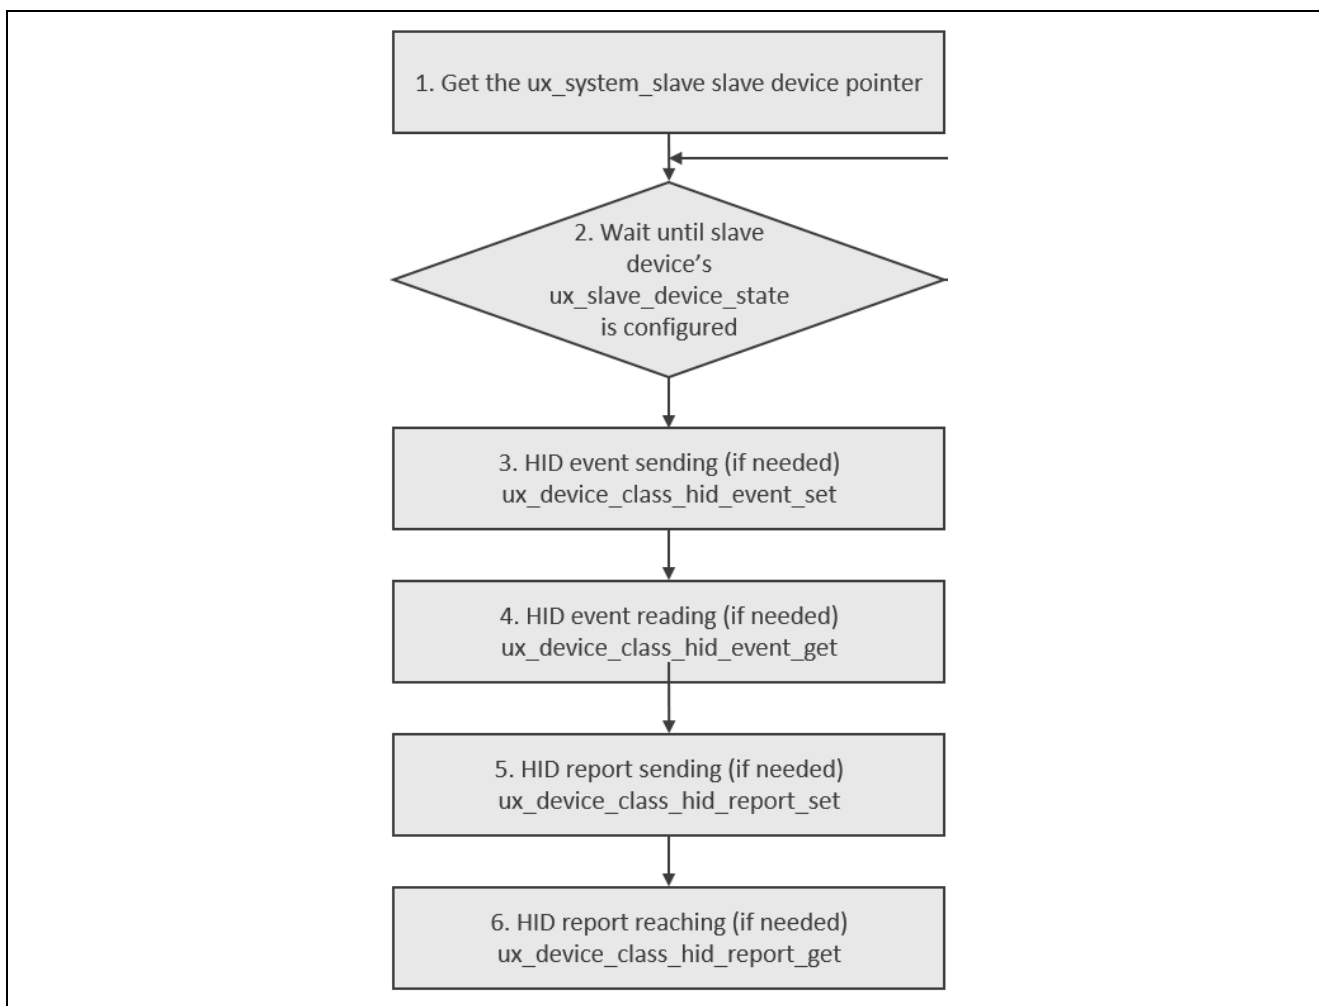 1. Get the ux_system_slave slave device pointer
2. Wait until slave
device’s
ux_slave_device_state
is configured
3. HID event sending (if needed)
ux_device_class_hid_event_set
4. HID event reading (if needed)
ux_device_class_hid_event_get
5. HID report sending (if needed)
ux_device_class_hid_report_set
6. HID report reaching (if needed)
ux_device_class_hid_report_get